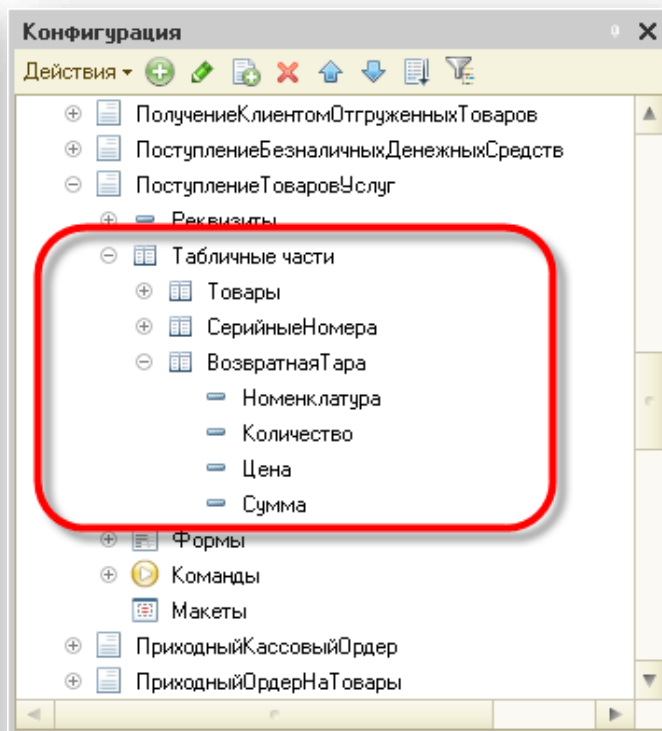 Конфигурация
Действия
ПолучениеКлиентомОтгруженныхТоваров
ПоступлениеБезналичныхДенежныхСредств
ПоступлениеТоваровУслуг
Реквизиты
Табличные части
Товары
СерийныеНомера
ВозвратнаяТара
Номенклатура
Количество
Цена
Сумма
Формы
Команды
Макеты
ПриходныйКассовыйОрдер
ПриходныйОрдерНаТовары